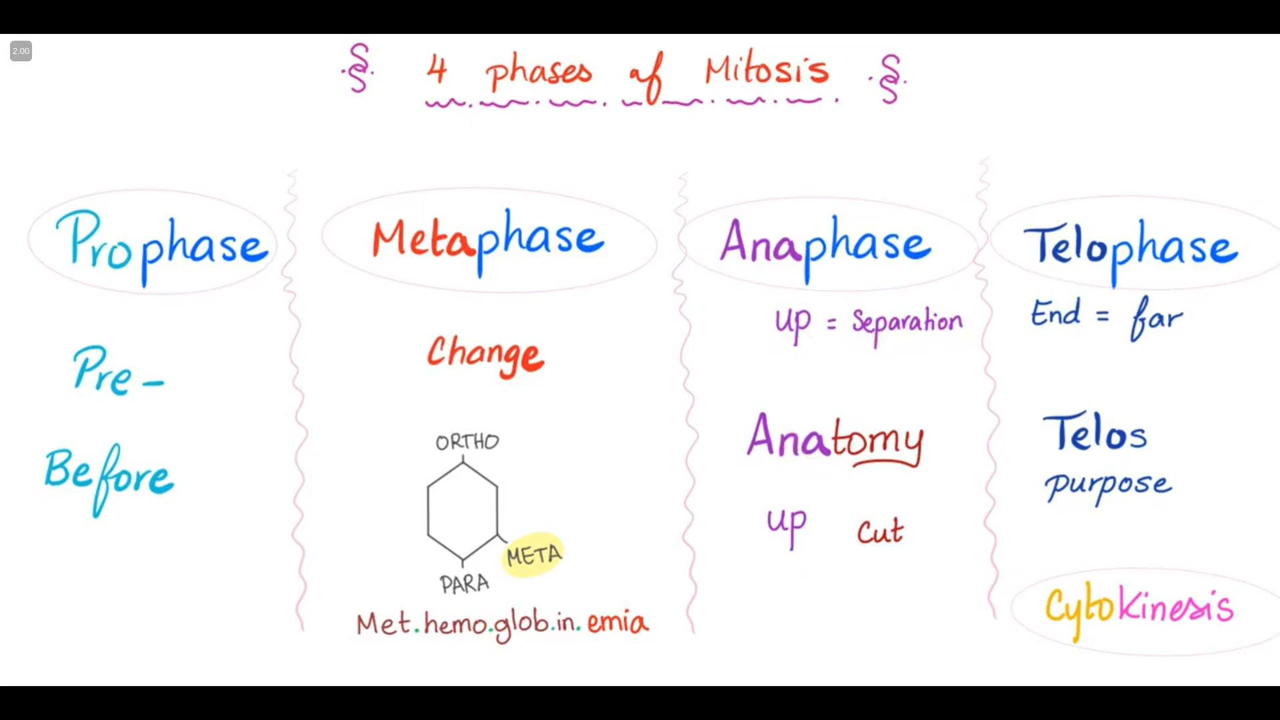 2.00
§ 4 phases of Mitosis §
Prophase
Pre-
Before
Metaphase
Change
ORTHO
META
PARA
Met.hemo.glob.in.emia
Anaphase
up = Separation
Anatomy
up cut
Telophase
End = far
Telos
purpose
Cytokinesis